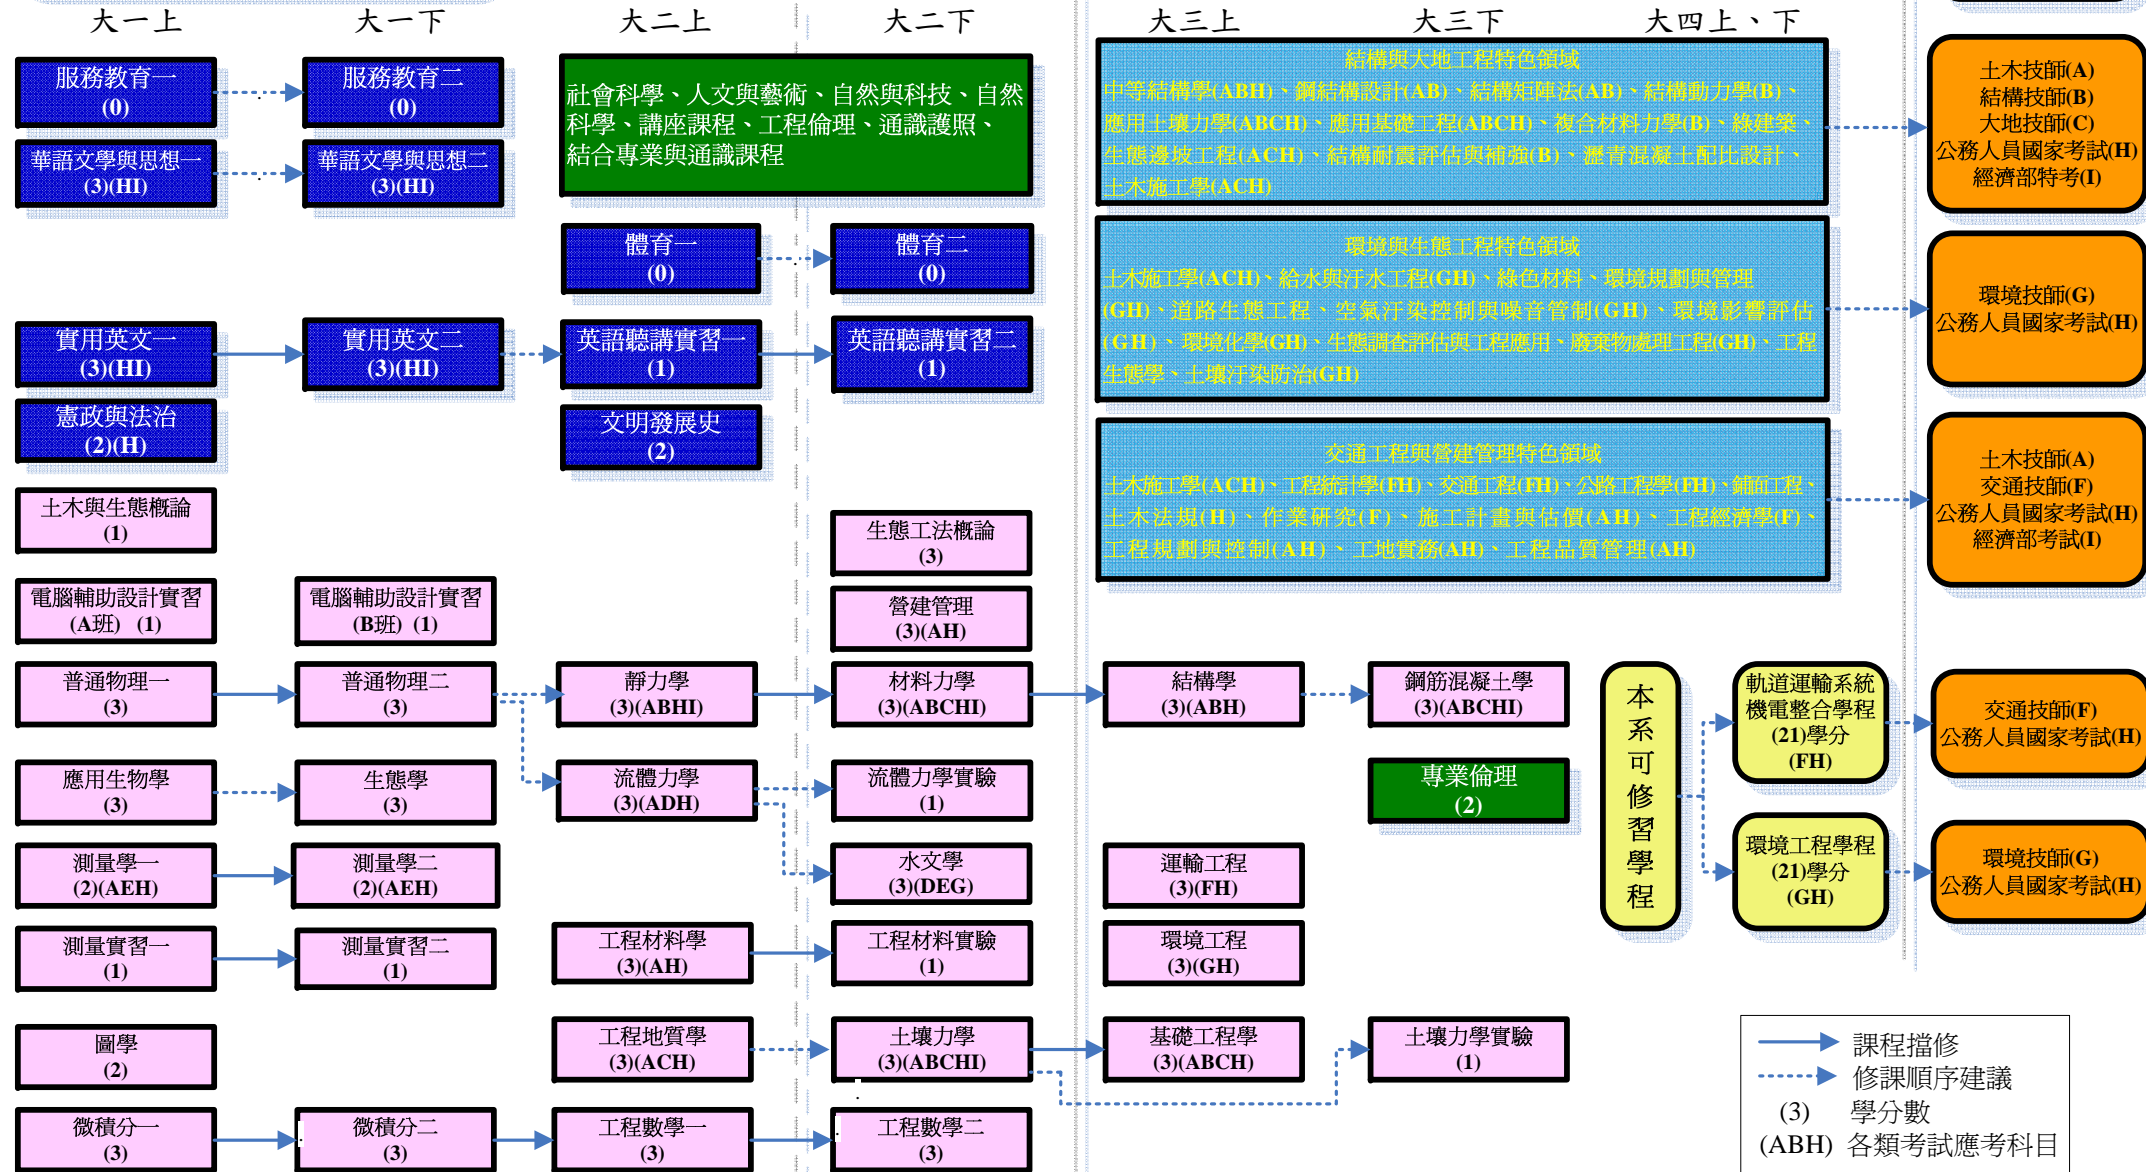 大一上
大一下
大二上
大二下
大三上
大三下
大四上、下
服務教育一
(0)
服務教育二
(0)
華語文學與思想一
(3)(HI)
華語文學與思想二
(3)(HI)
社會科學、人文與藝術、自然與科技、自然
科學、講座課程、工程倫理、通識護照、
結合專業與通識課程
體育一
(0)
體育二
(0)
實用英文一
(3)(HI)
實用英文二
(3)(HI)
英語聽講實習一
(1)
英語聽講實習二
(1)
憲政與法治
(2)(H)
文明發展史
(2)
結構與大地工程特色領域
中等結構學(ABH)、鋼結構設計(AB)、結構矩陣法(AB)、結構動力學(B)、
應用土壤力學(ABCH)、應用基礎工程(ABCH)、複合材料力學(B)、綠建築、
生態邊坡工程(ACH)、結構耐震評估與補強(B)、瀝青混凝土配比設計、
土木施工學(ACH)
土木技師(A)
結構技師(B)
大地技師(C)
公務人員國家考試(H)
經濟部特考(I)
環境與生態工程特色領域
土木施工學(ACH)、給水與汙水工程(GH)、綠色材料、環境規劃與管理
(GH)、道路生態工程、空氣汙染控制與噪音管制(GH)、環境影響評估
(GH)、環境化學(GH)、生態調查評估與工程應用、廢棄物處理工程(GH)、工程
生態學、土壤汙染防治(GH)
環境技師(G)
公務人員國家考試(H)
交通工程與營建管理特色領域
土木施工學(ACH)、工程統計學(FH)、交通工程(FH)、公路工程學(FH)、鋪面工程、
土木法規(H)、作業研究(F)、施工計畫與估價(AH)、工程經濟學(F)、
工程規劃與控制(AH)、工地實務(AH)、工程品質管理(AH)
土木技師(A)
交通技師(F)
公務人員國家考試(H)
經濟部考試(I)
土木與生態概論
(1)
生態工法概論
(3)
電腦輔助設計實習
(A班) (1)
電腦輔助設計實習
(B班) (1)
營建管理
(3)(AH)
普通物理一
(3)
普通物理二
(3)
靜力學
(3)(ABHI)
材料力學
(3)(ABCHI)
結構學
(3)(ABH)
鋼筋混凝土學
(3)(ABCHI)
應用生物學
(3)
生態學
(3)
流體力學
(3)(ADH)
流體力學實驗
(1)
專業倫理
(2)
測量學一
(2)(AEH)
測量學二
(2)(AEH)
水文學
(3)(DEG)
運輸工程
(3)(FH)
測量實習一
(1)
測量實習二
(1)
工程材料學
(3)(AH)
工程材料實驗
(1)
環境工程
(3)(GH)
圖學
(2)
工程地質學
(3)(ACH)
土壤力學
(3)(ABCHI)
基礎工程學
(3)(ABCH)
土壤力學實驗
(1)
微積分一
(3)
微積分二
(3)
工程數學一
(3)
工程數學二
(3)
本
系
可
修
習
學
程
軌道運輸系統
機電整合學程
(21)學分
(FH)
交通技師(F)
公務人員國家考試(H)
環境工程學程
(21)學分
(GH)
環境技師(G)
公務人員國家考試(H)
課程擋修
修課順序建議
(3) 學分數
(ABH) 各類考試應考科目